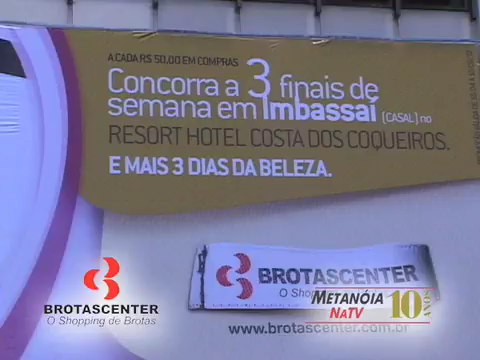 A CADA R$ 50,00 EM COMPRAS
Concorra a 3 finais de
semana em Imbassaí (CASAL) no
RESORT HOTEL COSTA DOS COQUEIROS.
E MAIS 3 DIAS DA BELEZA.
BROTASCENTER
O Shopping
www.brotascenter.com.br
BROTASCENTER
O Shopping de Brotas
METANÓIA
NaTV
10 ANOS